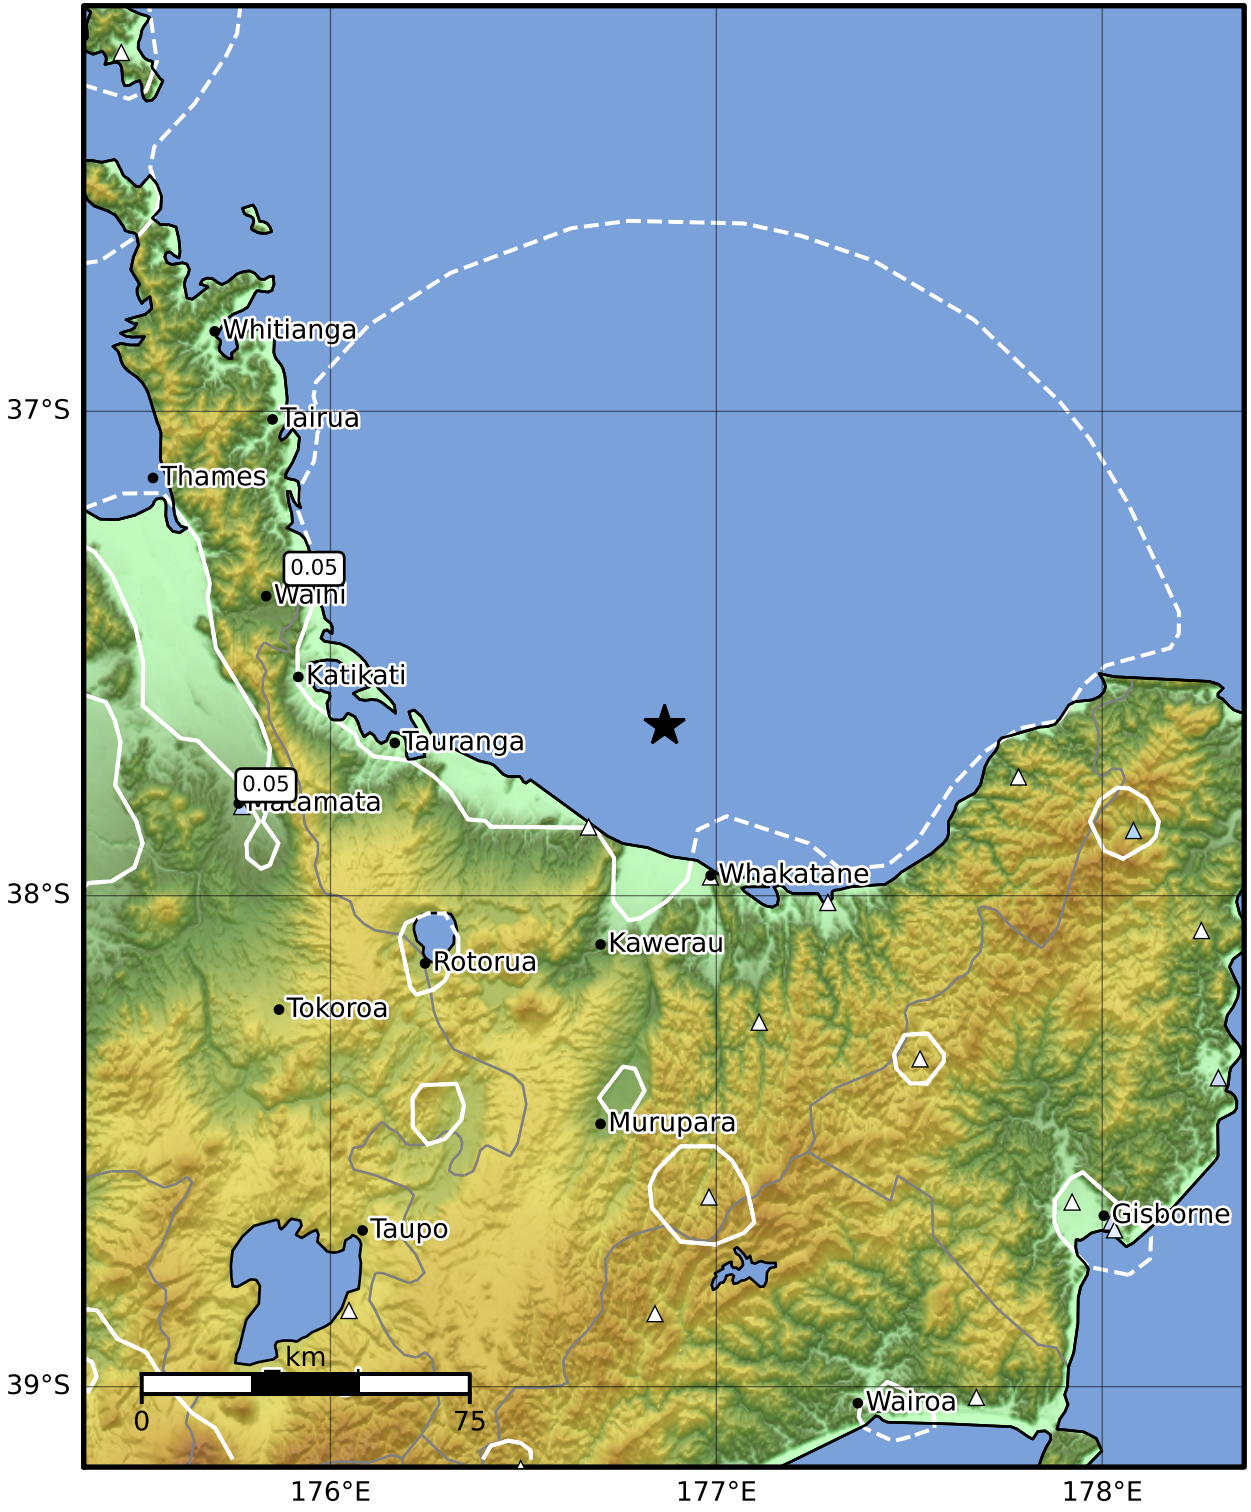 Whitianga
37°S
Tairua
Thames
0.05
Waihi
Katikati
Tauranga
0.05
Matamata
Whakatane
38°S
Kawerau
Rotorua
Tokoroa
Murupara
Gisborne
Taupo
km
39°S
Wairoa
0
75
176°E
177°E
178°E